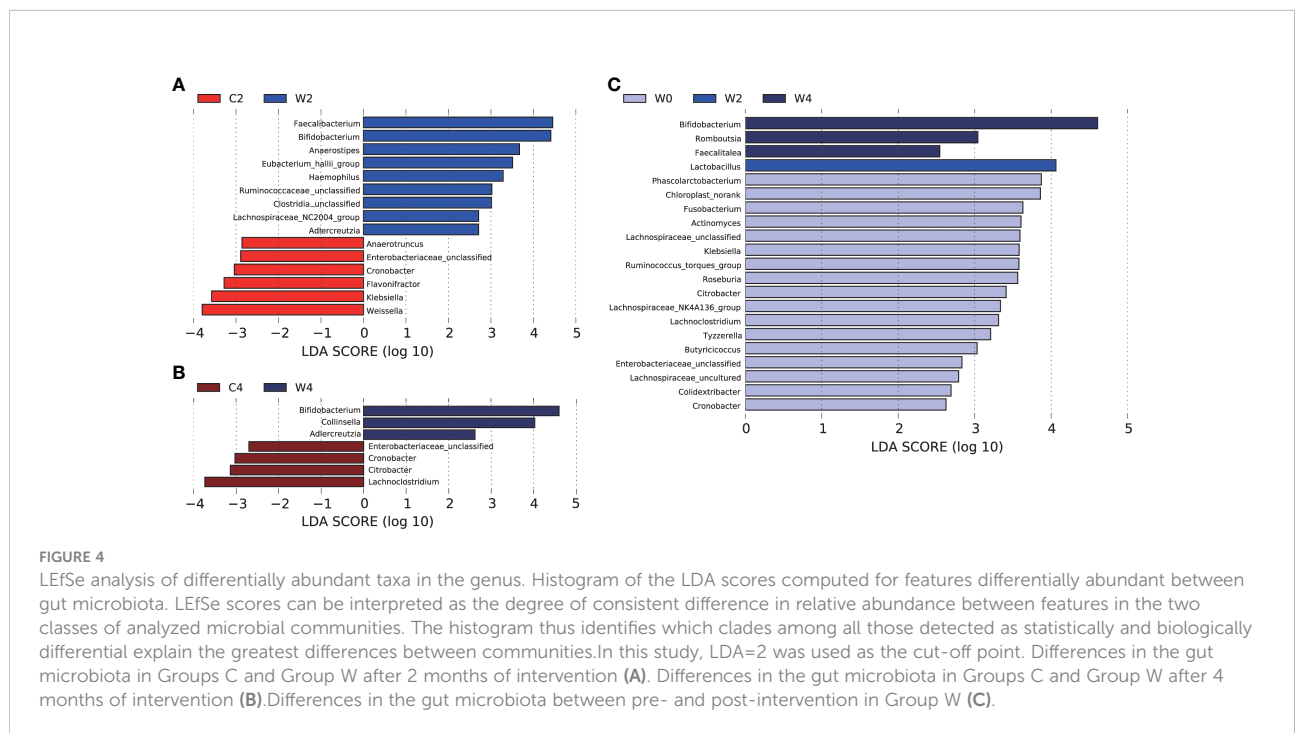 A
C2 W2
Faecalibacterium
Bifidobacterium
Anaerostipes
Eubacterium_hallii_group
Haemophilus
Ruminococcaceae_unclassified
Clostridia_unclassified
Lachnospiraceae_NC2004_group
Adlercreutzia
Anaerotruncus
Enterobacteriaceae_unclassified
Cronobacter
Flavonifractor
Klebsiella
Weissella
−4 −3 −2 −1 0 1 2 3 4 5
LDA SCORE (log 10)
B
C4 W4
Bifidobacterium
Collinsella
Adlercreutzia
Enterobacteriaceae_unclassified
Cronobacter
Citrobacter
Lachnoclostridium
−4 −3 −2 −1 0 1 2 3 4 5
LDA SCORE (log 10)
C
W0 W2 W4
Bifidobacterium
Romboutsia
Faecalitalea
Lactobacillus
Phascolarctobacterium
Chloroplast_norank
Fusobacterium
Actinomyces
Lachnospiraceae_unclassified
Klebsiella
Ruminococcus_torques_group
Roseburia
Citrobacter
Lachnospiraceae_NK4A136_group
Lachnoclostridium
Tyzzerella
Butyricicoccus
Enterobacteriaceae_unclassified
Lachnospiraceae_uncultured
Colidextribacter
Cronobacter
0 1 2 3 4 5
LDA SCORE (log 10)
FIGURE 4
LEfSe analysis of differentially abundant taxa in the genus. Histogram of the LDA scores computed for features differentially abundant between
gut microbiota. LEfSe scores can be interpreted as the degree of consistent difference in relative abundance between features in the two
classes of analyzed microbial communities. The histogram thus identifies which clades among all those detected as statistically and biologically
differential explain the greatest differences between communities.In this study, LDA=2 was used as the cut-off point. Differences in the gut
microbiota in Groups C and Group W after 2 months of intervention (A). Differences in the gut microbiota in Groups C and Group W after 4
months of intervention (B).Differences in the gut microbiota between pre- and post-intervention in Group W (C).